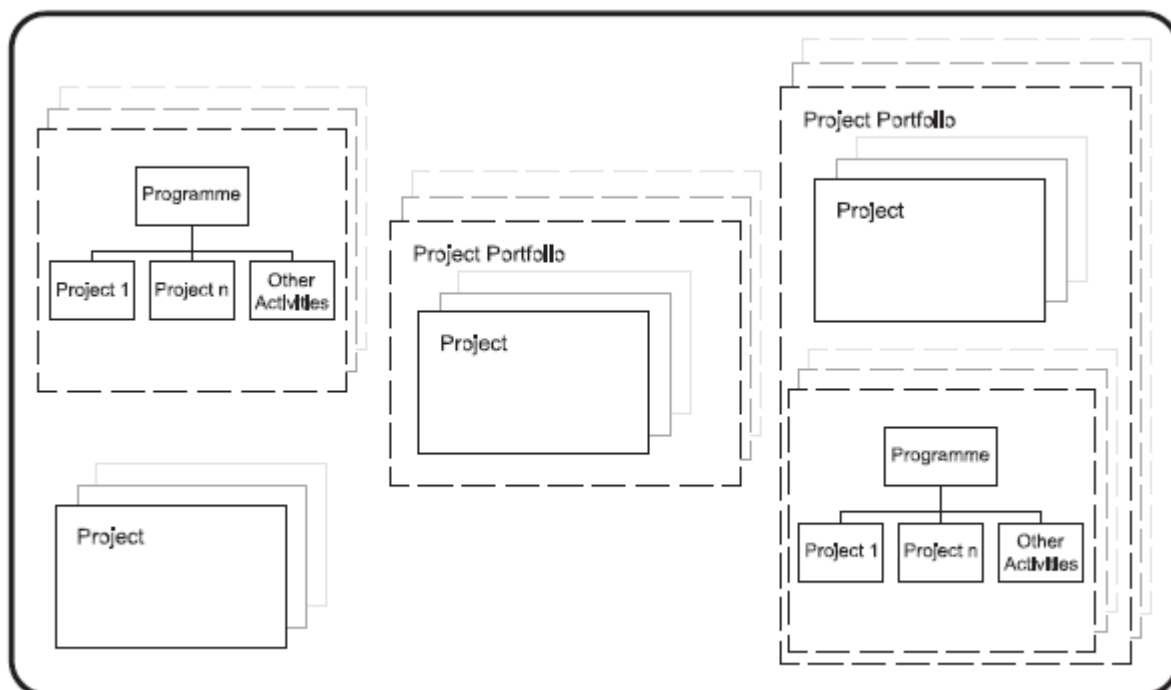 Programme
Project 1
Project n
Other
Activities
Project
Project Portfolio
Project
Project Portfolio
Project
Programme
Project 1
Project n
Other
Activities